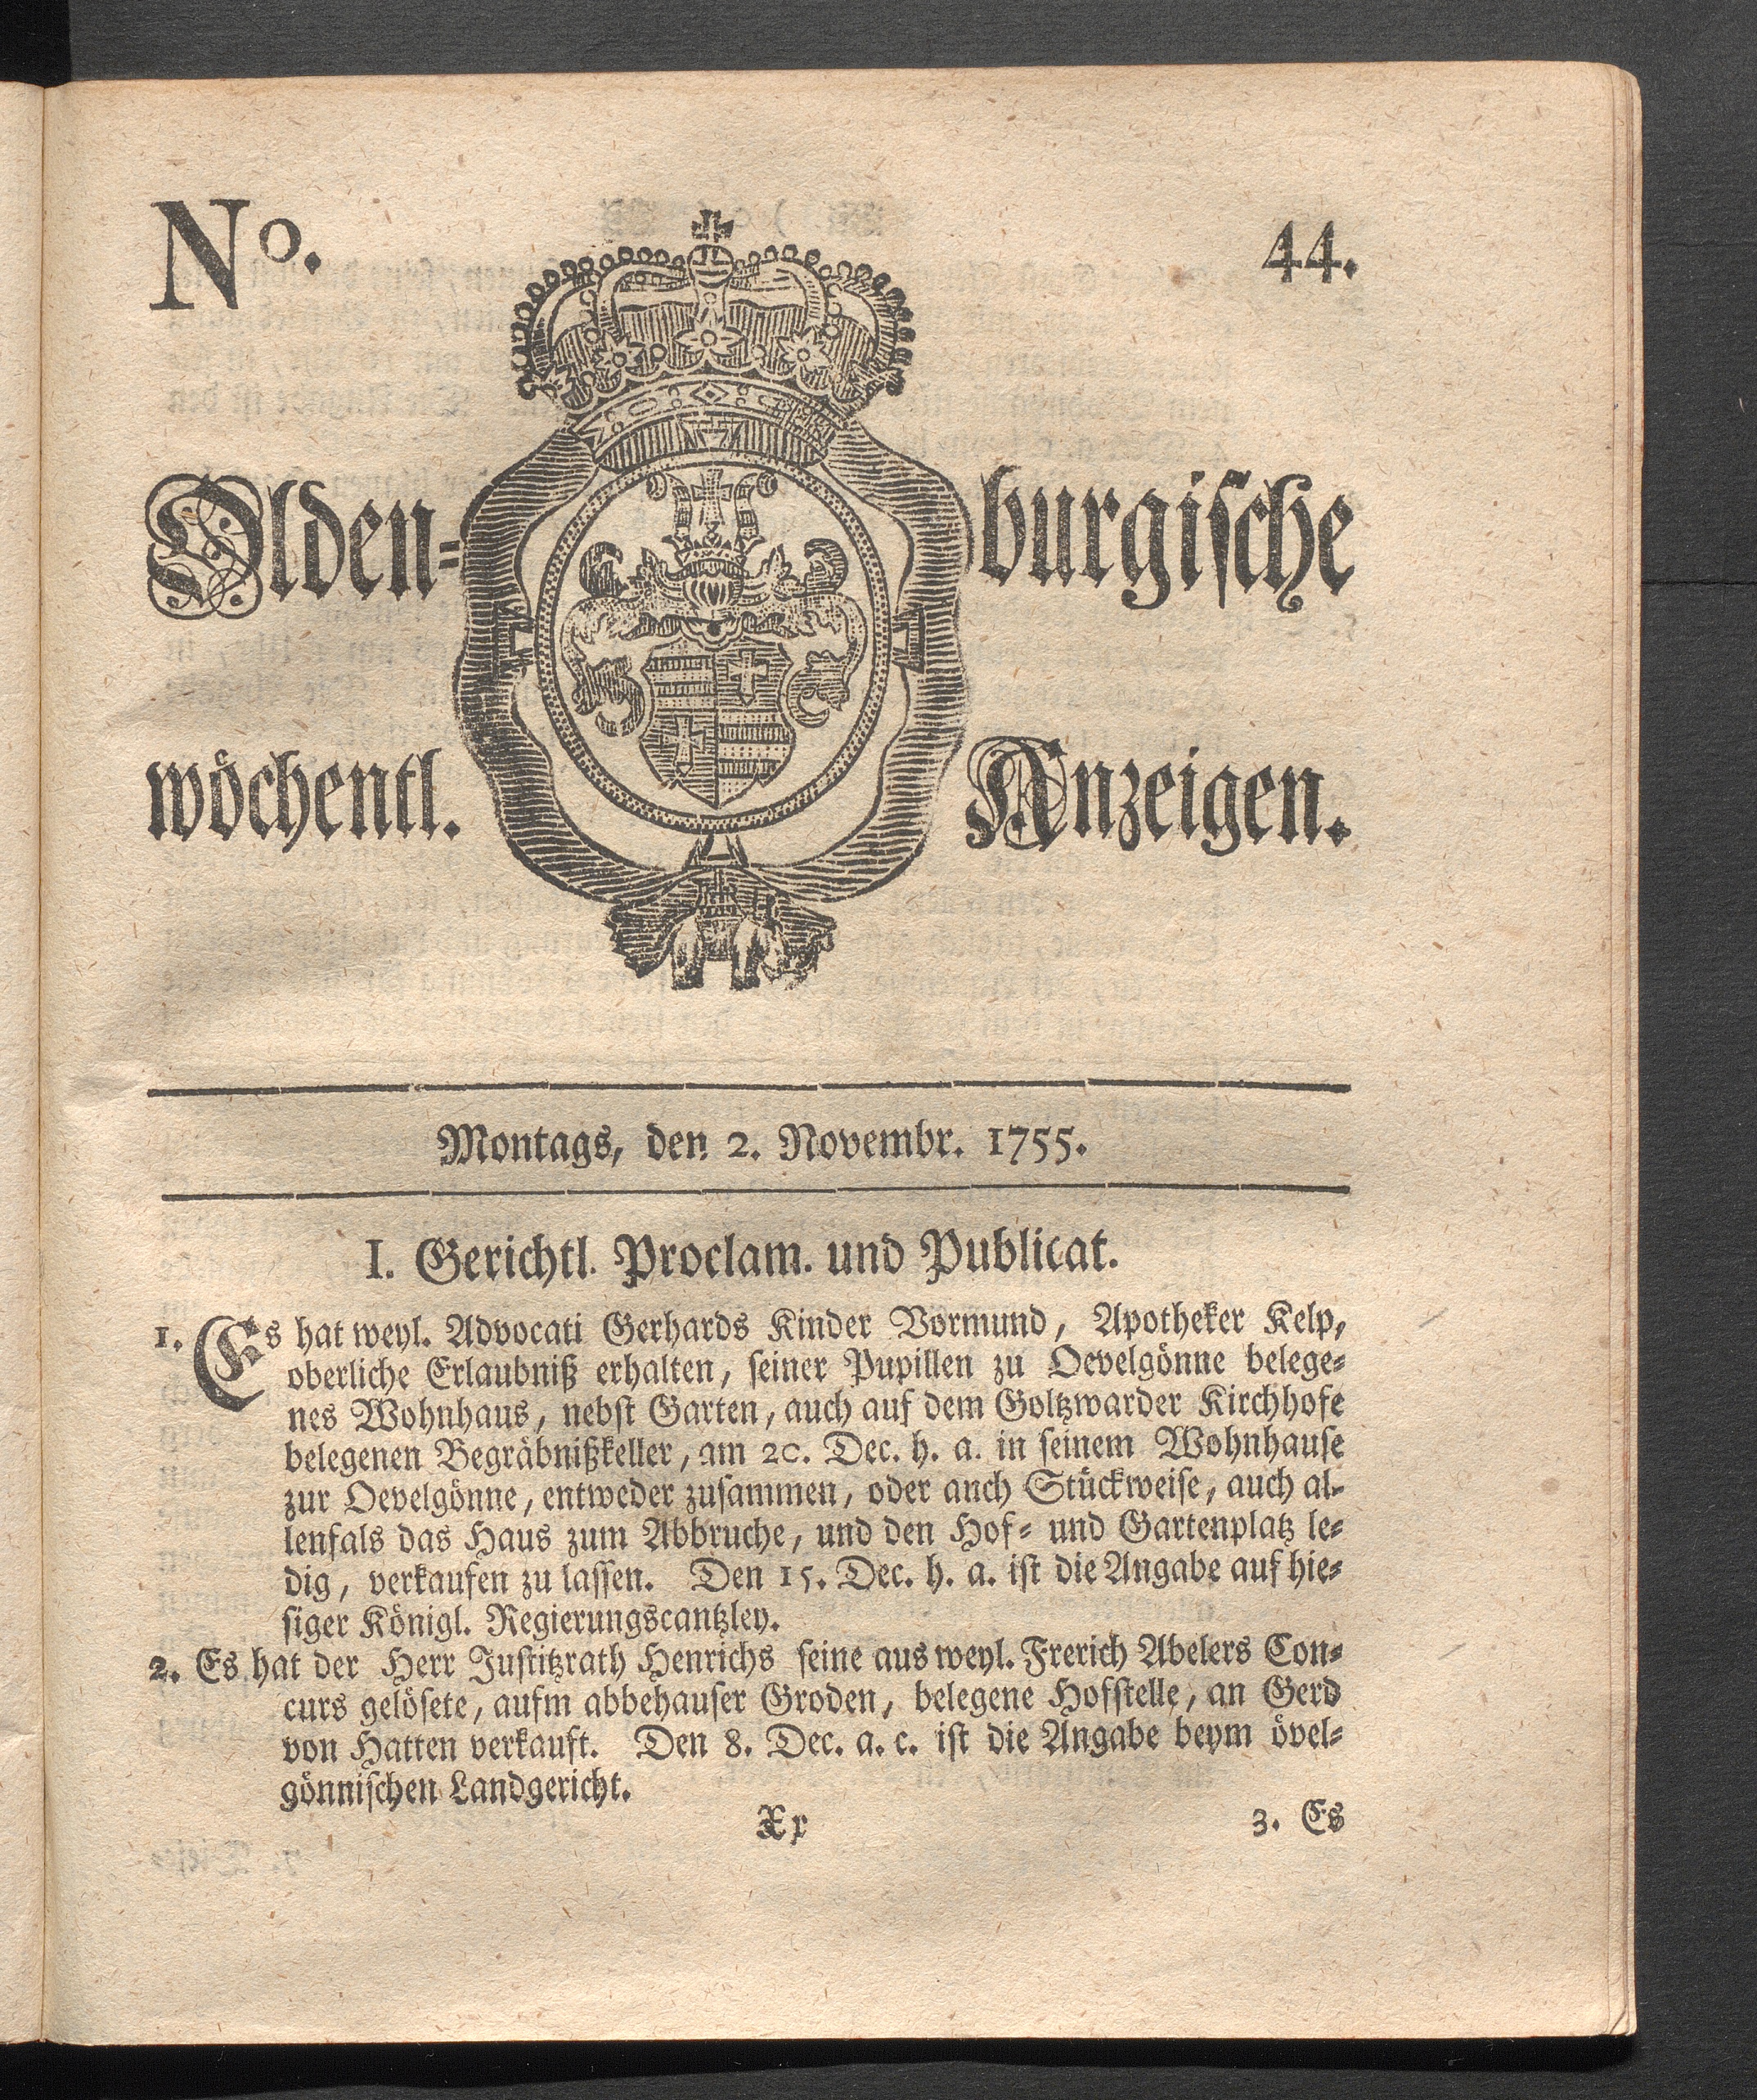 No. 44.
Olden= burgische
wöchentl. Anzeigen.
Montags, den 2. Novembr. 1755.
I. Gerichtl. Proclam. und Publicat.
1. Es hat weyl. Advocati Gerhards Kinder Vormund, Apotheker Kelp,
oberliche Erlaubniß erhalten, seiner Pupillen zu Oevelgönne belege=
nes Wohnhaus, nebst Garten, auch auf dem Goltzwarder Kirchhofe
belegenen Begräbnißkeller, am 20. Dec. h. a. in seinem Wohnhause
zur Oevelgönne, entweder zusammen, oder auch Stückweise, auch al=
lenfals das Haus zum Abbruche, und den Hof= und Gartenplatz le=
dig, verkaufen zu lassen. Den 15. Dec. h. a. ist die Angabe auf hie=
siger Königl. Regierungscantzley.
2. Es hat der Herr Justitzrath Henrichs seine aus weyl. Frerich Abelers Con=
curs gelösete, aufm abbehauser Groden, belegene Hofstelle, an Gerd
von Hatten verkauft. Den 8. Dec. a. c. ist die Angabe beym övel=
gönnischen Landgericht.
Xx 3. Es